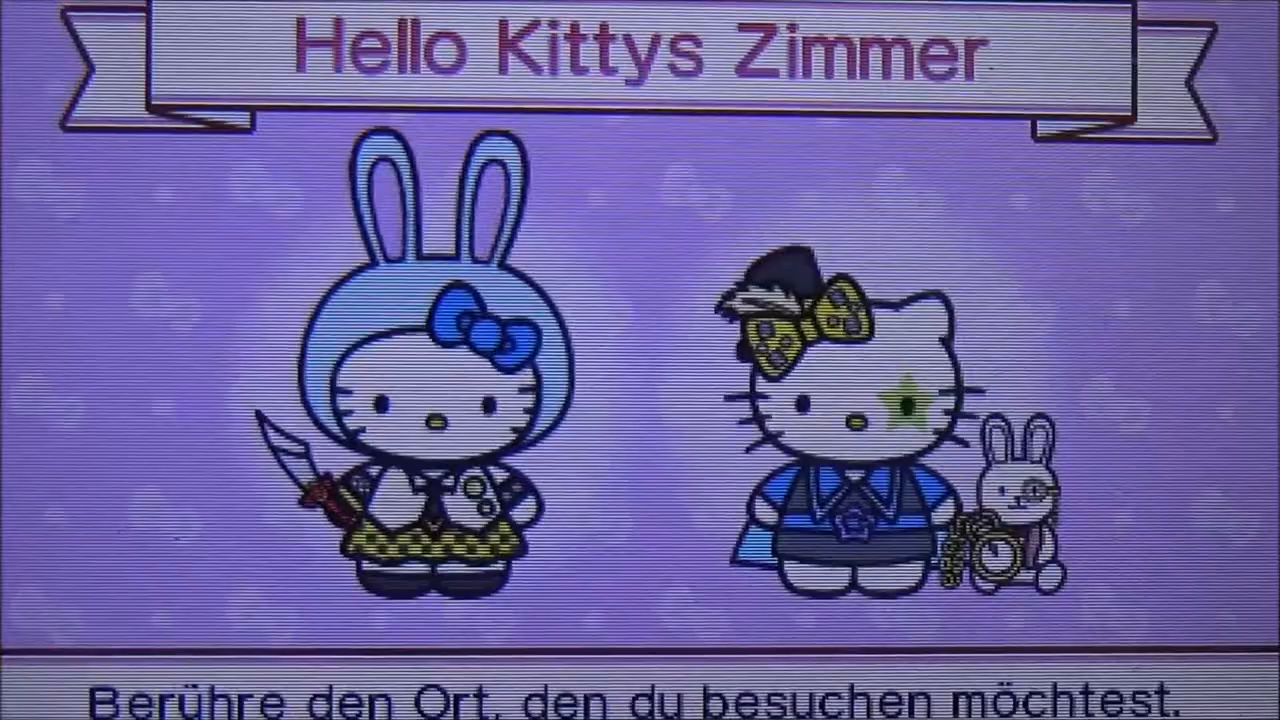 Hello Kittys Zimmer
Berühre den Ort, den du besuchen möchtest.